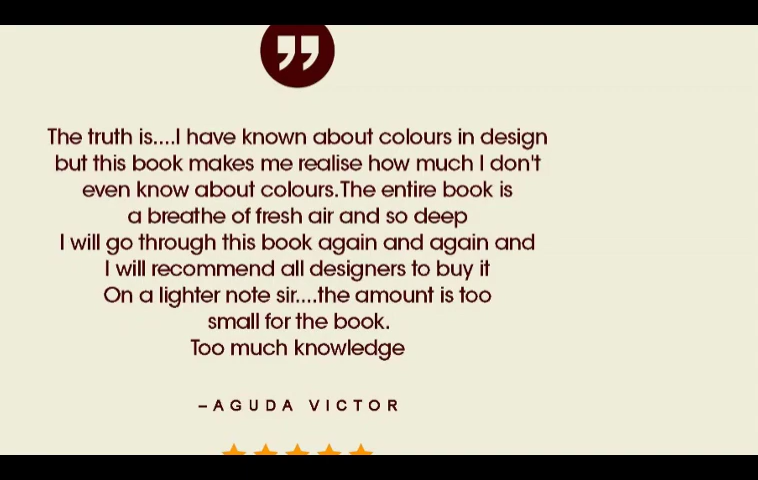 The truth is....I have known about colours in design
but this book makes me realise how much I don't
even know about colours.The entire book is
a breathe of fresh air and so deep
I will go through this book again and again and
I will recommend all designers to buy it
On a lighter note sir....the amount is too
small for the book.
Too much knowledge
–AGUDA VICTOR